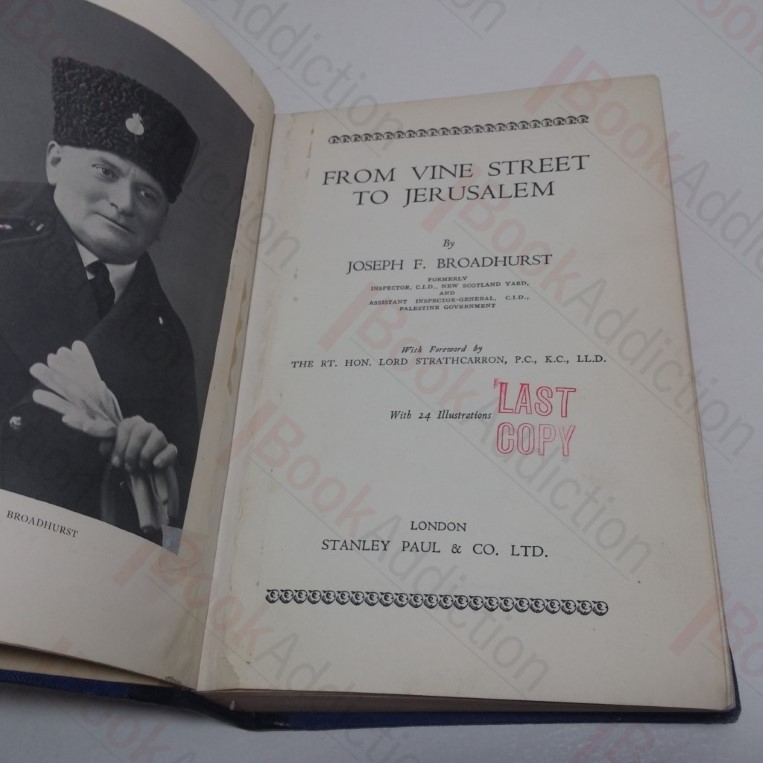 BROADHURST
FROM VINE STREET
TO JERUSALEM
By
JOSEPH F. BROADHURST
FORMERLY
INSPECTOR, C.I.D., NEW SCOTLAND YARD,
AND
ASSISTANT INSPECTOR-GENERAL, C.I.D.,
PALESTINE GOVERNMENT
With Foreword by
THE RT. HON. LORD STRATHCARRON, P.C., K.C., LL.D.
With 24 Illustrations
LAST
COPY
LONDON
STANLEY PAUL & CO. LTD.
BookAddiction